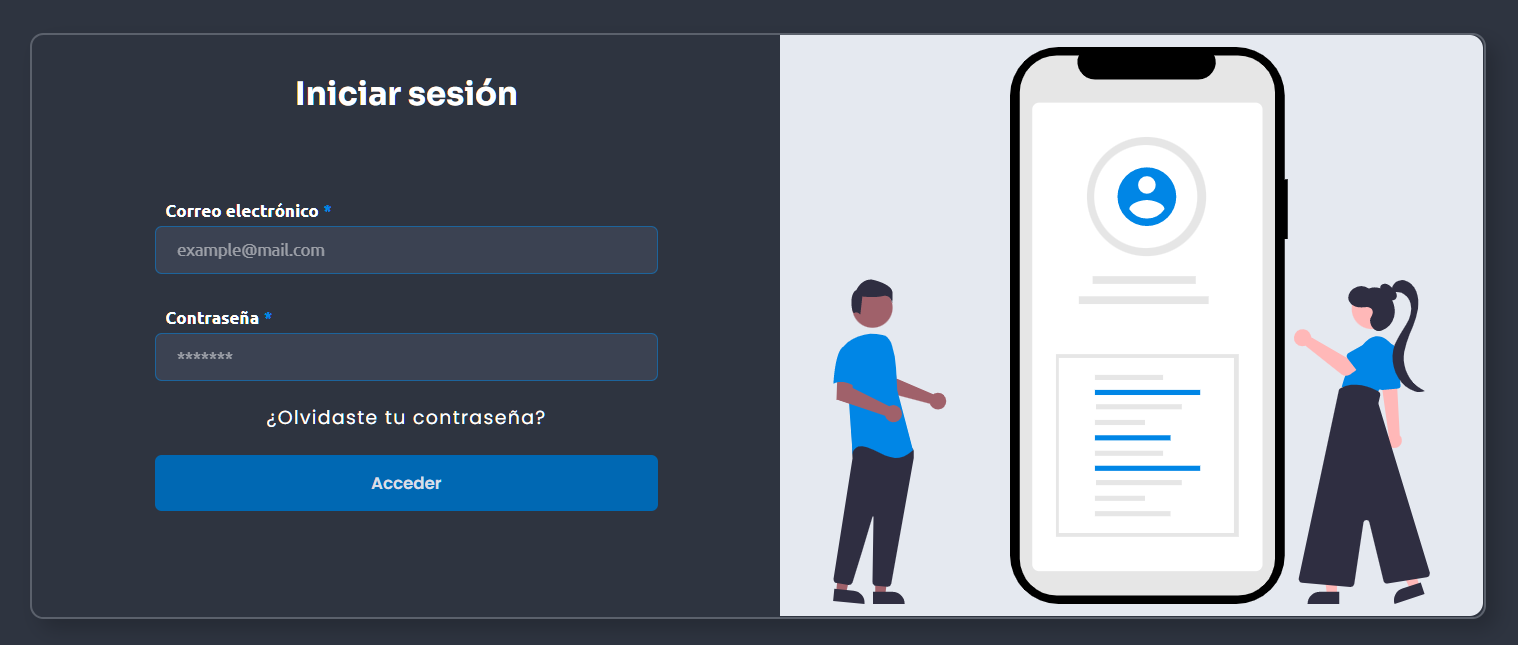 Iniciar sesión
Correo electrónico *
example@mail.com
Contraseña *
*******
¿Olvidaste tu contraseña?
Acceder